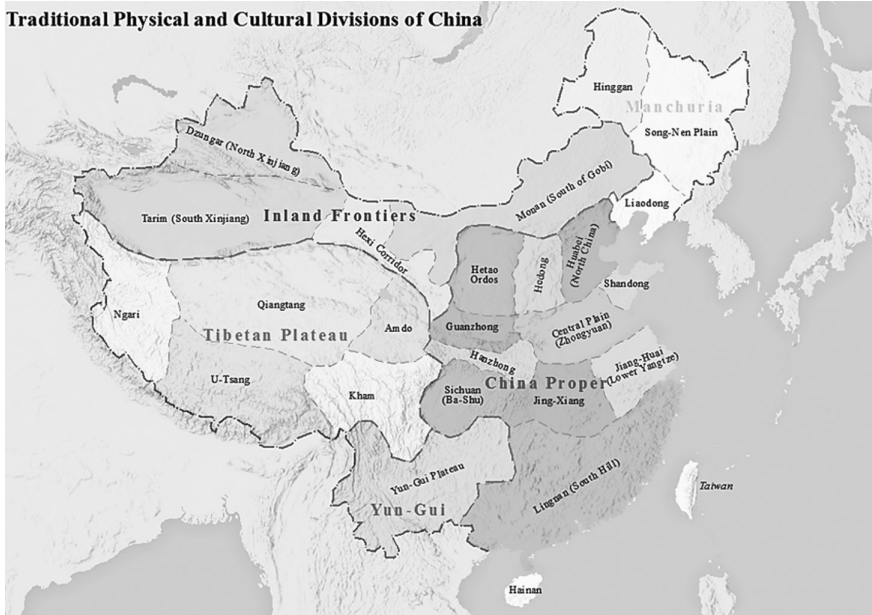 Traditional Physical and Cultural Divisions of China
Hinggan
Manchuria
Song-Nen Plain
Dzungar (North Xinjiang)
Monan (South of Gobi)
Liaodong
Tarim (South Xinjiang)
Inland Frontiers
Hexi Corridor
Huabei
(North China)
Hetao
Ordos
Hedong
Shandong
Ngari
Qiangtang
Tibetan Plateau
Amdo
Guanzhong
Central Plain
(Zhongyuan)
Hanzhong
Jiang-Huai
(Lower Yangtze)
U-Tsang
Kham
Sichuan
(Ba-Shu)
China Proper
Jing-Xiang
Yun-Gui Plateau
Yun-Gui
Lingnan (South Hill)
Taiwan
Hainan